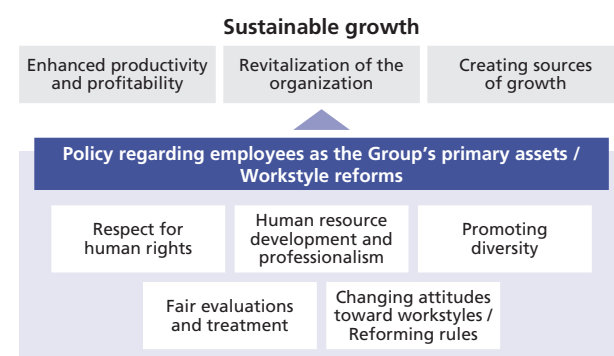 Sustainable growth
Enhanced productivity
and profitability
Revitalization of the
organization
Creating sources
of growth
Policy regarding employees as the Group’s primary assets /
Workstyle reforms
Respect for
human rights
Human resource
development and
professionalism
Promoting
diversity
Fair evaluations
and treatment
Changing attitudes
toward workstyles /
Reforming rules